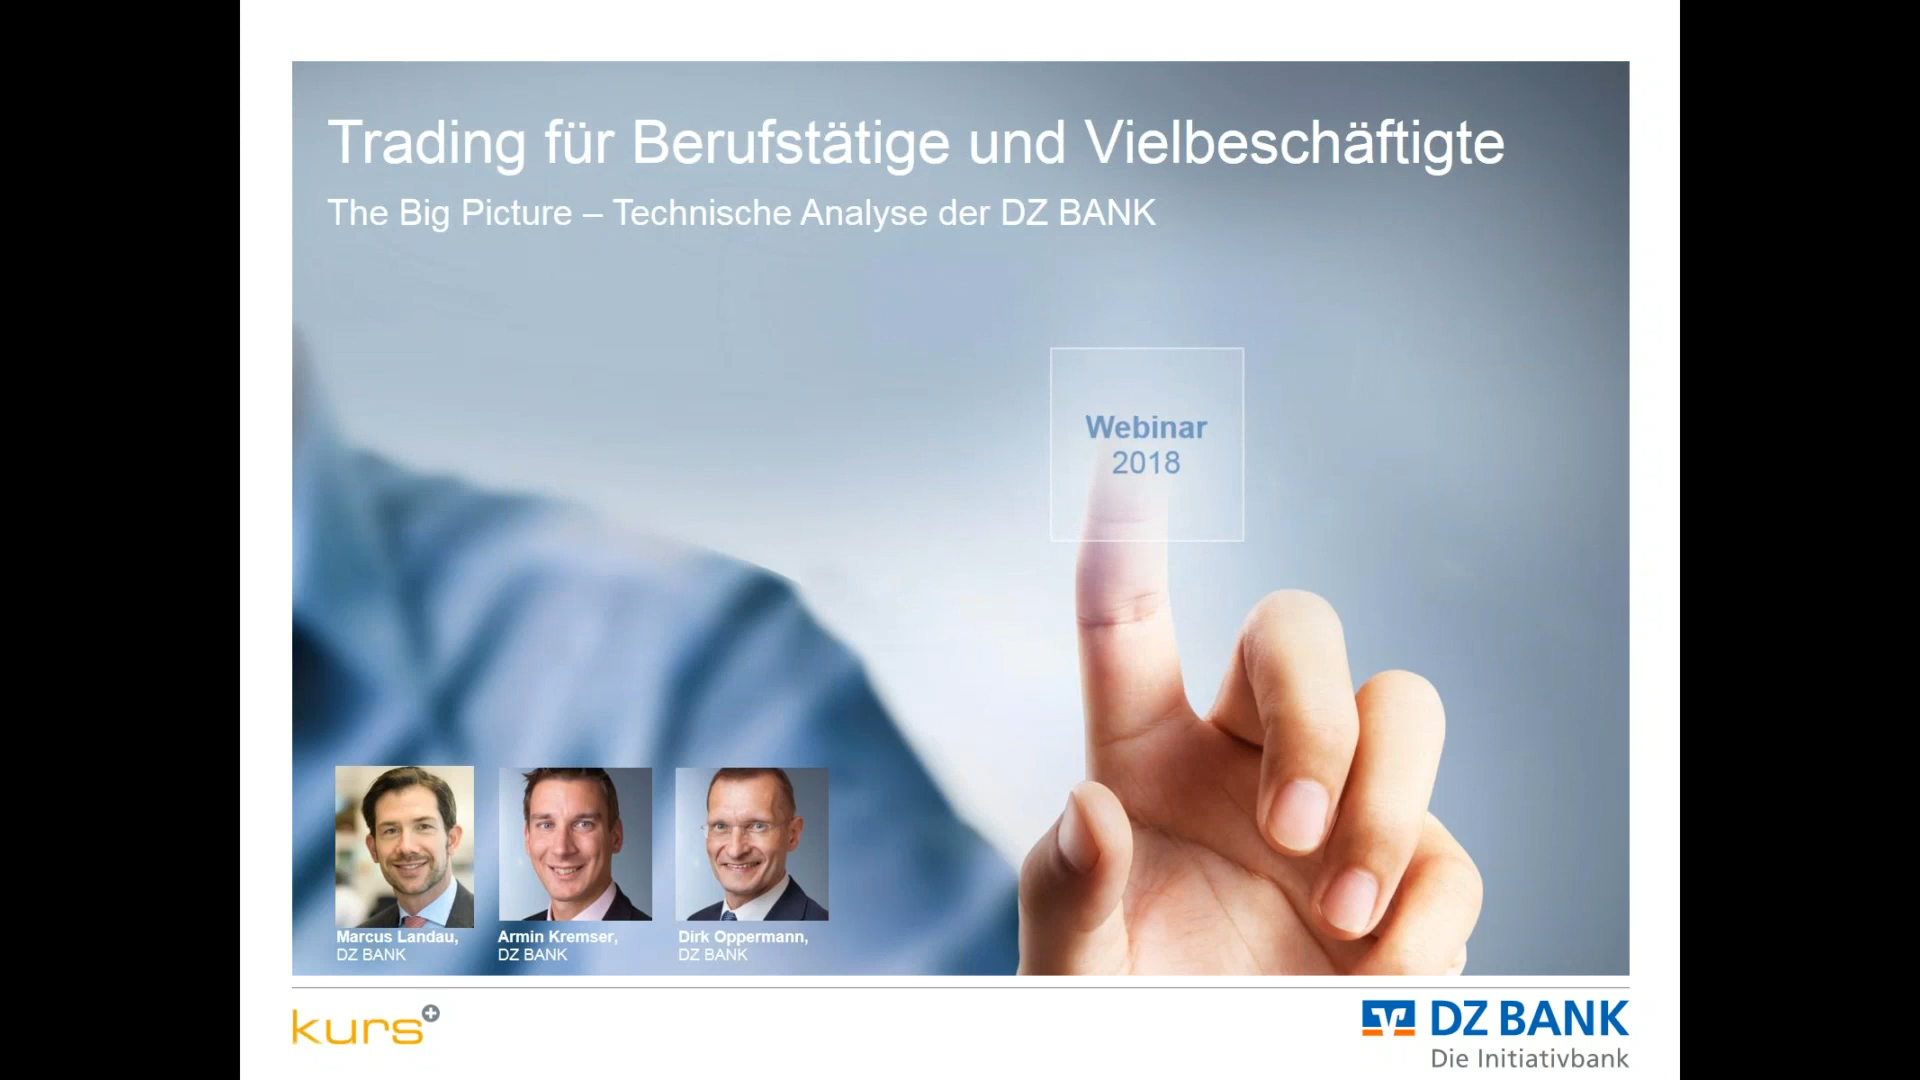 Trading für Berufstätige und Vielbeschäftigte
The Big Picture – Technische Analyse der DZ BANK
Webinar
2018
Marcus Landau,
DZ BANK
Armin Kremser,
DZ BANK
Dirk Oppermann,
DZ BANK
kurs+
DZ BANK
Die Initiativbank